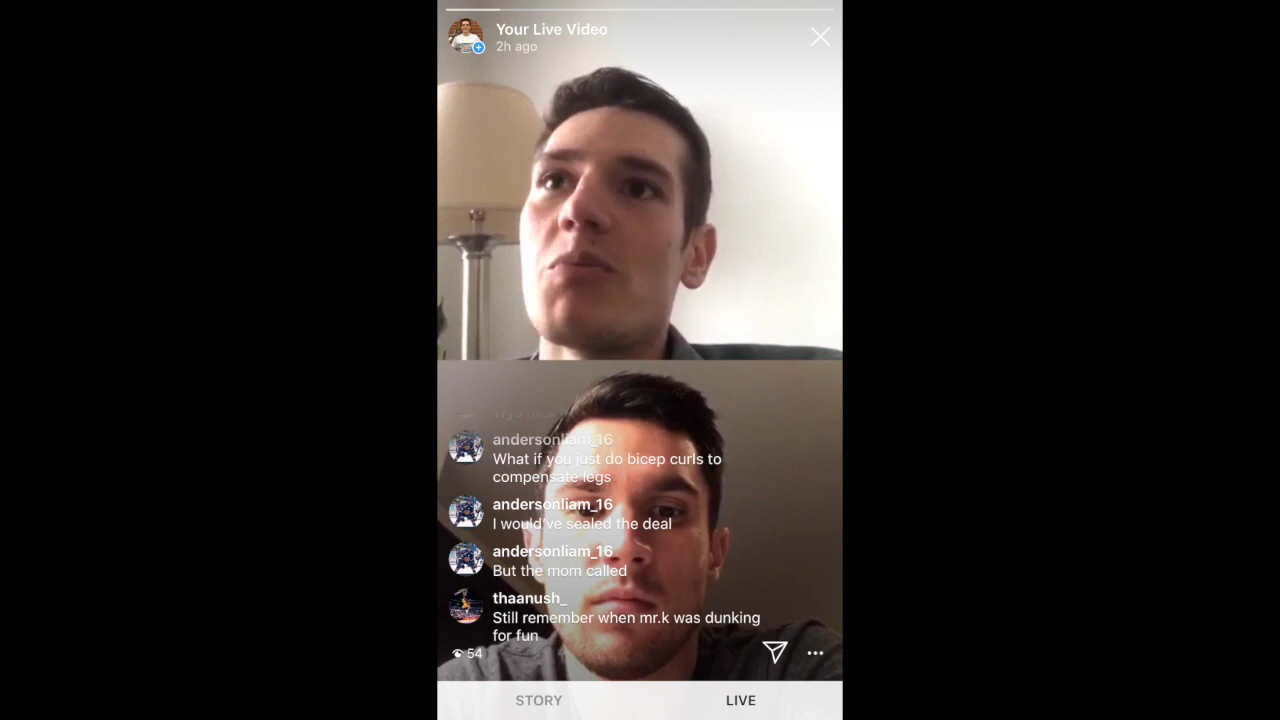 Your Live Video
2h ago
andersonliam_16
What if you just do bicep curls to
compensate legs
andersonliam_16
I would've sealed the deal
andersonliam_16
But the mom called
thaanush_
Still remember when mr.k was dunking
for fun
54
STORY
LIVE